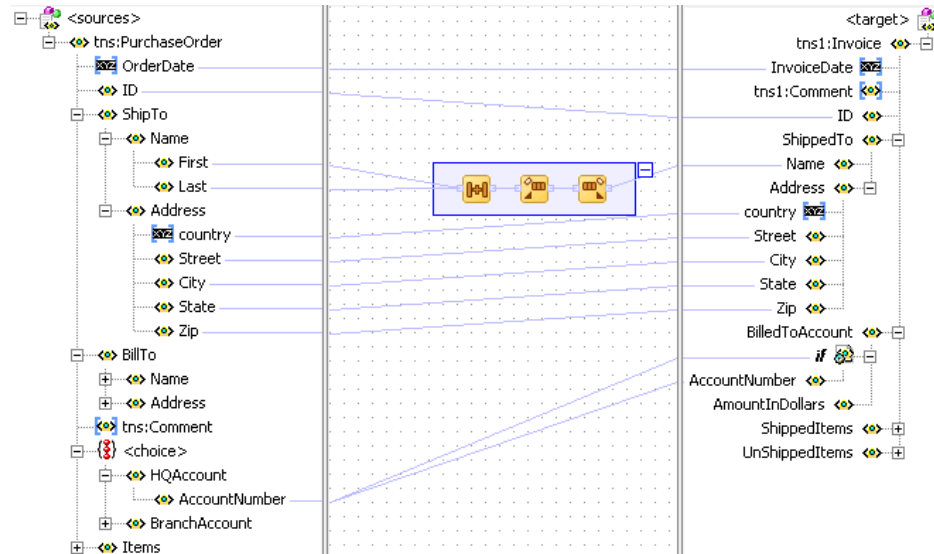 <sources>
tns:PurchaseOrder
OrderDate
ID
ShipTo
Name
First
Last
Address
country
Street
City
State
Zip
BillTo
Name
Address
tns:Comment
<choice>
HQAccount
AccountNumber
BranchAccount
Items
<target>
tns1:Invoice
InvoiceDate
tns1:Comment
ID
ShippedTo
Name
Address
country
Street
City
State
Zip
BilledToAccount
if
AccountNumber
AmountInDollars
ShippedItems
UnShippedItems